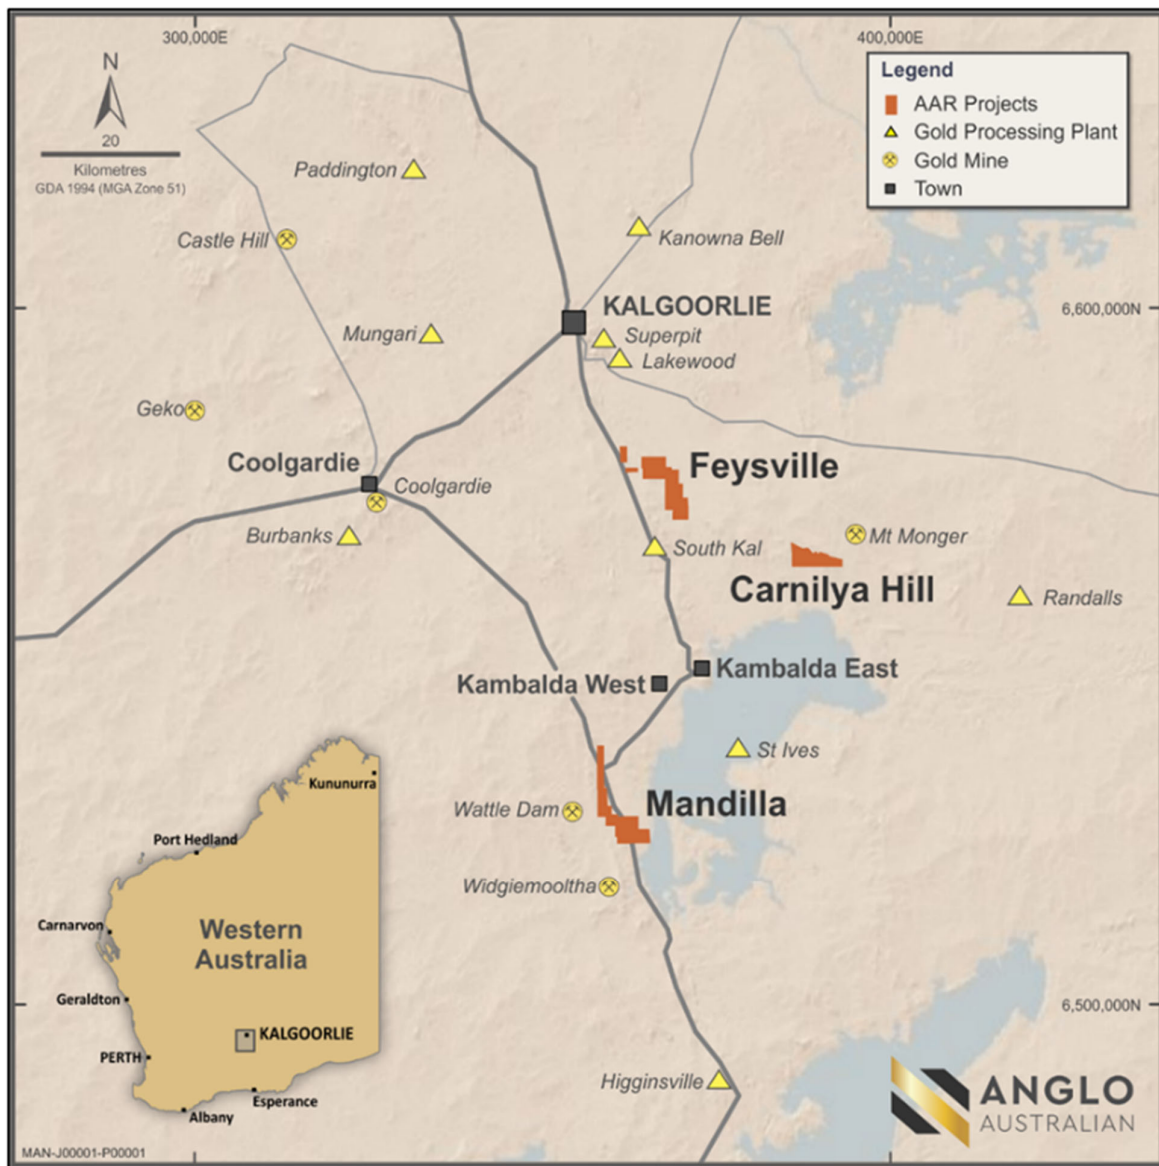 300,000E
400,000E
N
20
Kilometres
GDA 1994 (MGA Zone 51)
Legend
AAR Projects
Gold Processing Plant
Gold Mine
Town
Paddington
Castle Hill
Kanowna Bell
KALGOORLIE
6,600,000N
Mungari
Superpit
Lakewood
Geko
Coolgardie
Feysville
Coolgardie
Burbanks
South Kal
Mt Monger
Carnilya Hill
Randalls
Kambalda West
Kambalda East
St Ives
Wattle Dam
Mandilla
Widgiemooltha
6,500,000N
Higginsville
Kununurra
Port Hedland
Carnarvon
Western
Australia
Geraldton
KALGOORLIE
PERTH
Esperance
Albany
ANGLO
AUSTRALIAN
MAN-J00001-P00001